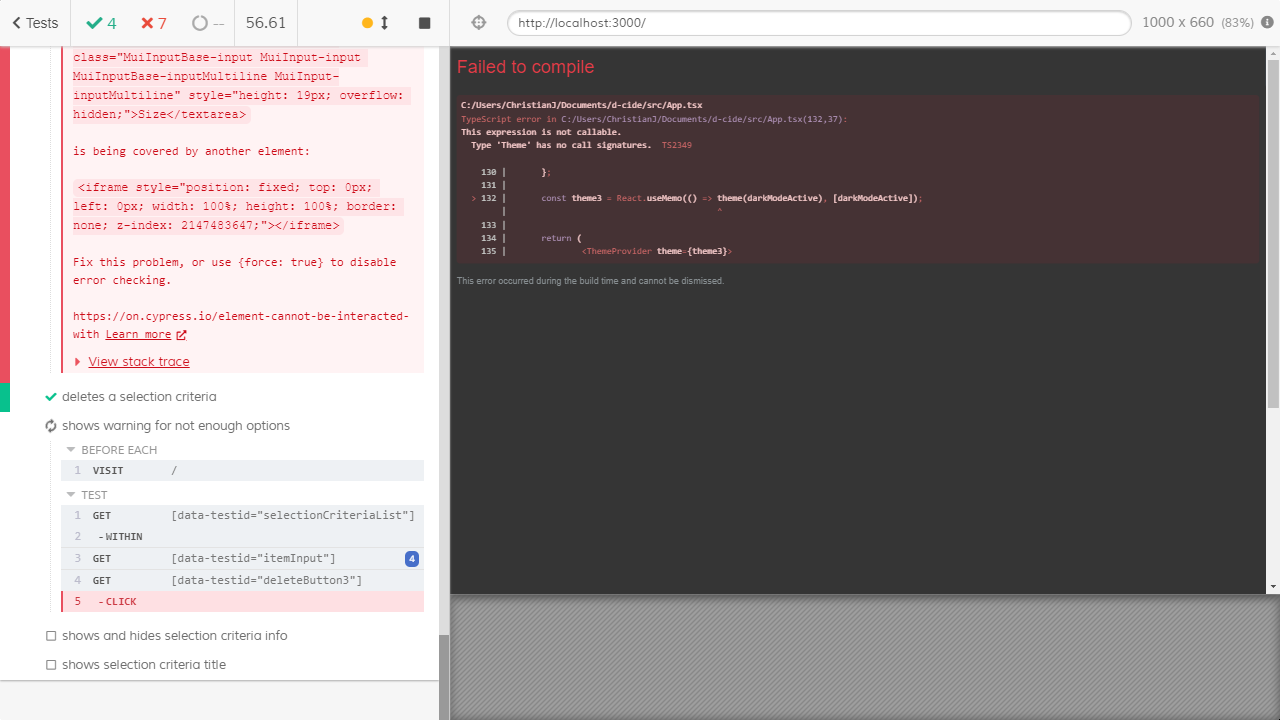 Tests
4
7
--
56.61
http://localhost:3000/
1000 x 660 (83%)
class="MuiInputBase-input MuiInput-input
MuiInputBase-inputMultiline MuiInput-
inputMultiline" style="height: 19px; overflow:
hidden;">Size</textarea>
is being covered by another element:
<iframe style="position: fixed; top: 0px;
left: 0px; width: 100%; height: 100%; border:
none; z-index: 2147483647;"></iframe>
Fix this problem, or use {force: true} to disable
error checking.
https://on.cypress.io/element-cannot-be-interacted-
with Learn more
View stack trace
deletes a selection criteria
shows warning for not enough options
BEFORE EACH
1 VISIT /
TEST
1 GET [data-testid="selectionCriteriaList"]
2 -WITHIN
3 GET [data-testid="itemInput"] 4
4 GET [data-testid="deleteButton3"]
5 -CLICK
shows and hides selection criteria info
shows selection criteria title
Failed to compile
C:/Users/ChristianJ/Documents/d-cide/src/App.tsx
TypeScript error in C:/Users/ChristianJ/Documents/d-cide/src/App.tsx(132,37):
This expression is not callable.
Type 'Theme' has no call signatures. TS2349
130 | };
131 |
> 132 | const theme3 = React.useMemo(() => theme(darkModeActive), [darkModeActive]);
| ^
133 |
134 | return (
135 | <ThemeProvider theme={theme3}>
This error occurred during the build time and cannot be dismissed.